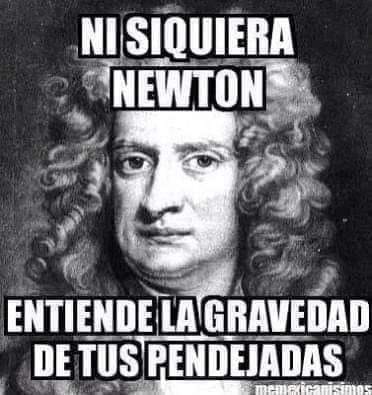 NI SIQUIERA
NEWTON
ENTIENDE LA GRAVEDAD
DE TUS PENDEJADAS
memexicanisimos